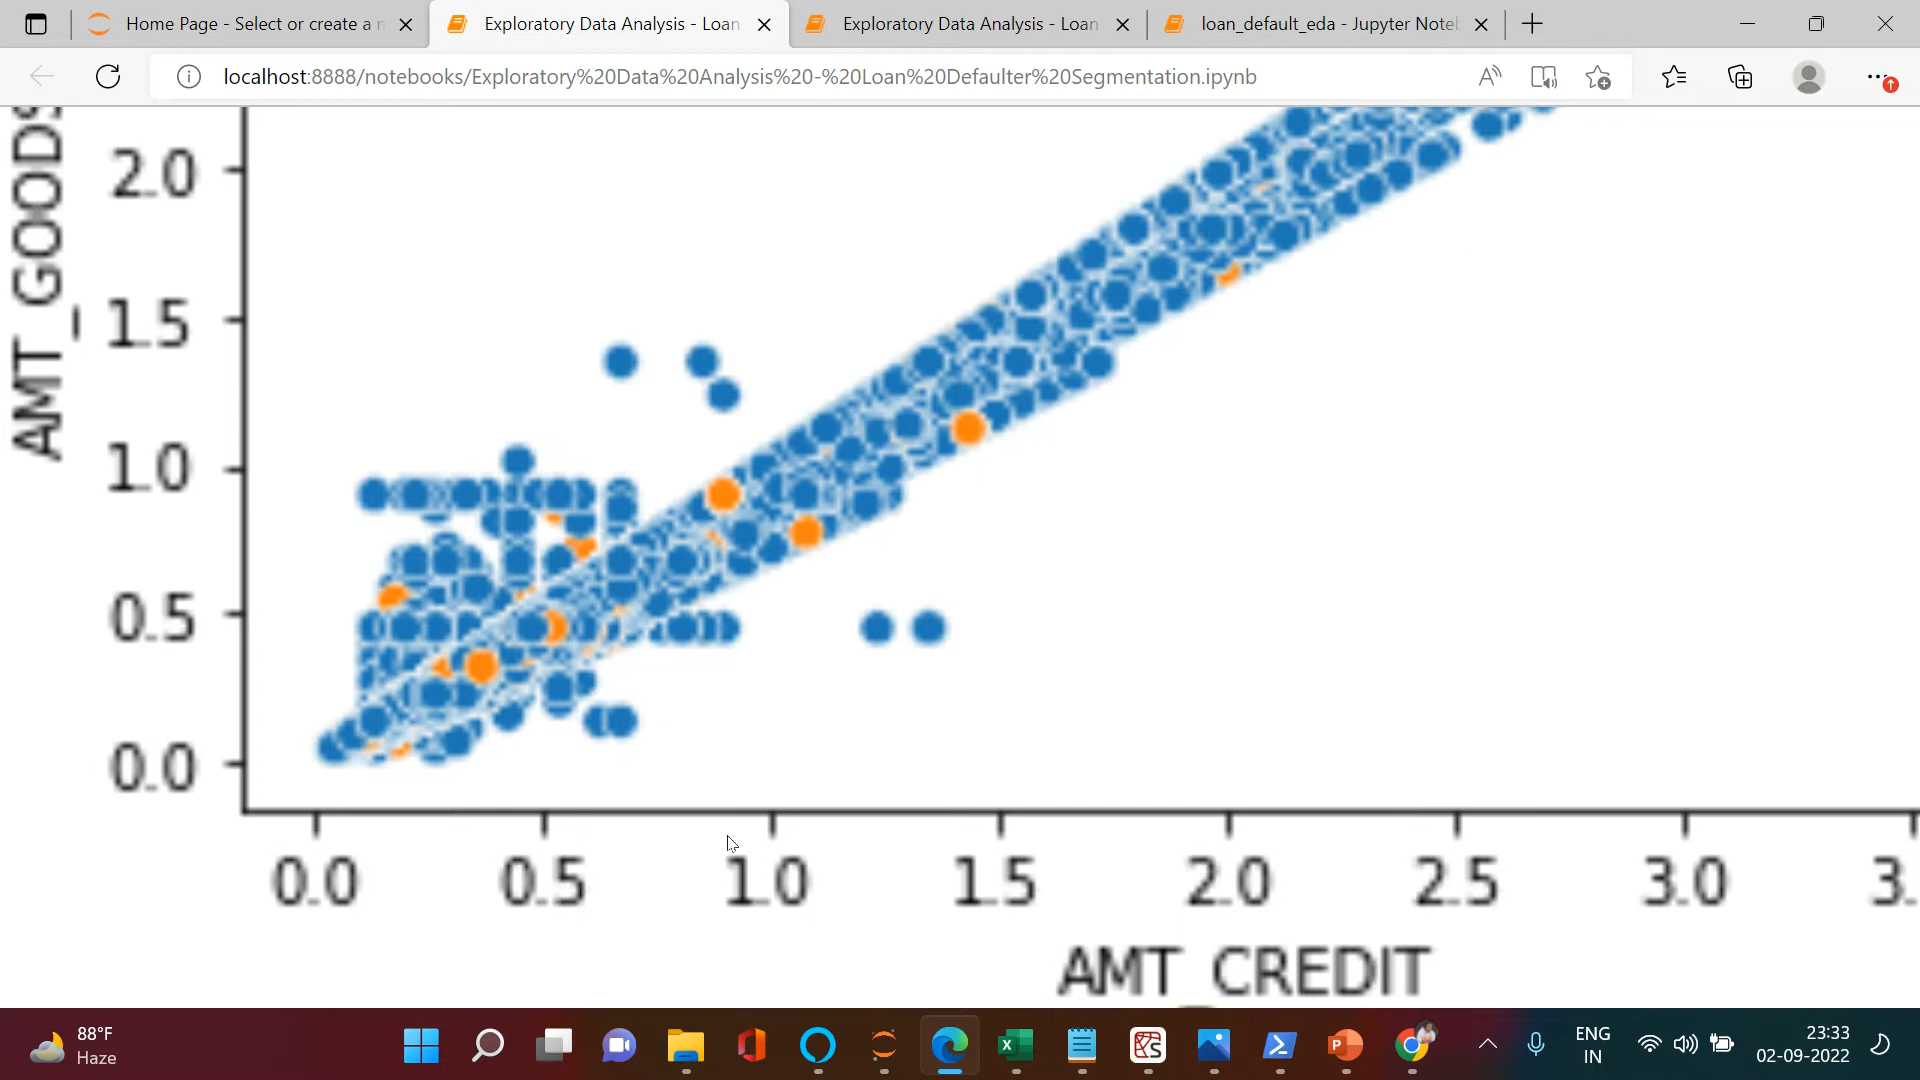 Home Page - Select or create a n
Exploratory Data Analysis - Loan
Exploratory Data Analysis - Loan
loan_default_eda - Jupyter Noteb
localhost:8888/notebooks/Exploratory%20Data%20Analysis%20-%20Loan%20Defaulter%20Segmentation.ipynb
AMT_GOODS
2.0
1.5
1.0
0.5
0.0
0.0 0.5 1.0 1.5 2.0 2.5 3.0 3.
AMT_CREDIT
88°F
Haze
ENG
IN
23:33
02-09-2022